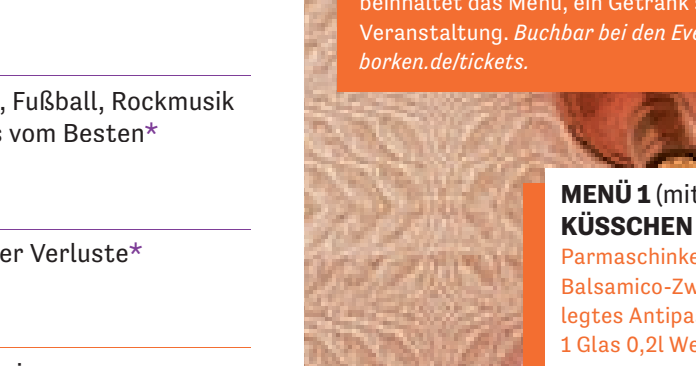 , Fußball, Rockmusik
s vom Besten*
er Verluste*
beinhaltet das Menü, ein Getränk
Veranstaltung. Buchbar bei den Eve
borken.de/tickets.
MENÜ 1 (mit
KÜSSCHEN
Parmaschinke
Balsamico-Zw
legtes Antipa
1 Glas 0,2l We